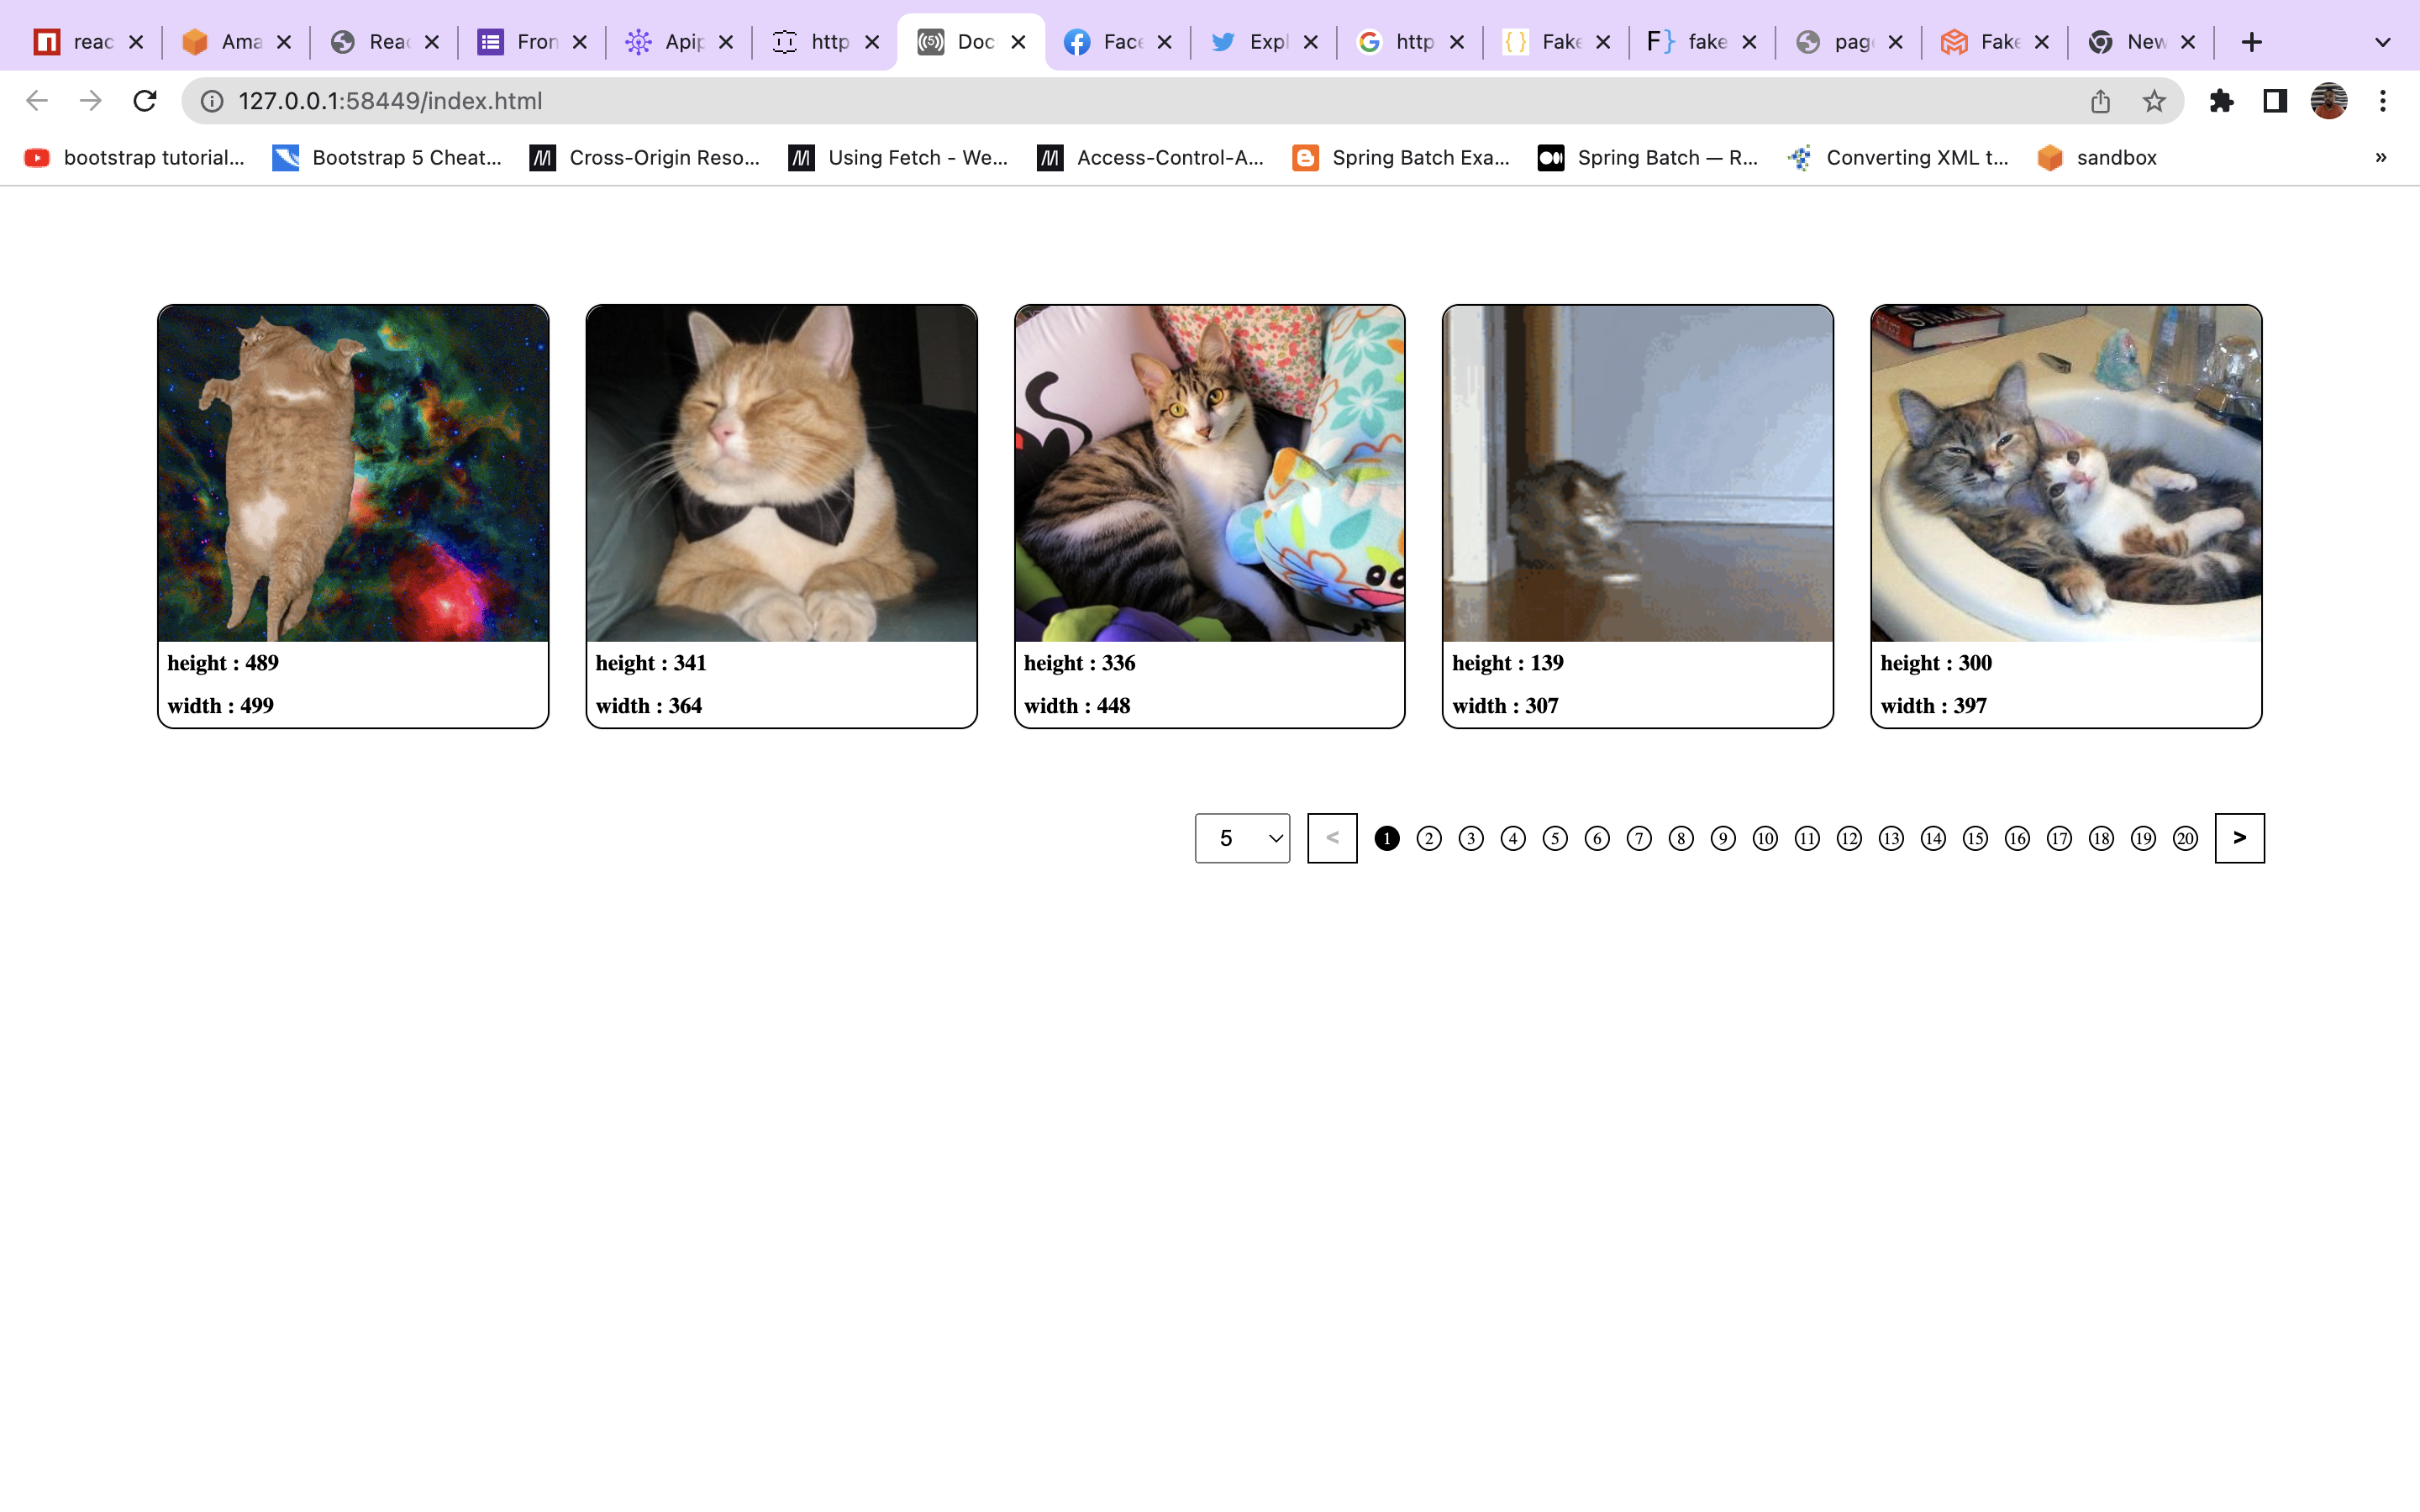 reac Ama Reac Fron Apip http Doc Face Expl http Fake fake page Fake New
127.0.0.1:58449/index.html
bootstrap tutorial... Bootstrap 5 Cheat... Cross-Origin Reso... Using Fetch - We... Access-Control-A... Spring Batch Exa... Spring Batch — R... Converting XML t... sandbox »
height : 489 height : 341 height : 336 height : 139 height : 300
width : 499 width : 364 width : 448 width : 307 width : 397
5 < 1 2 3 4 5 6 7 8 9 10 11 12 13 14 15 16 17 18 19 20 >